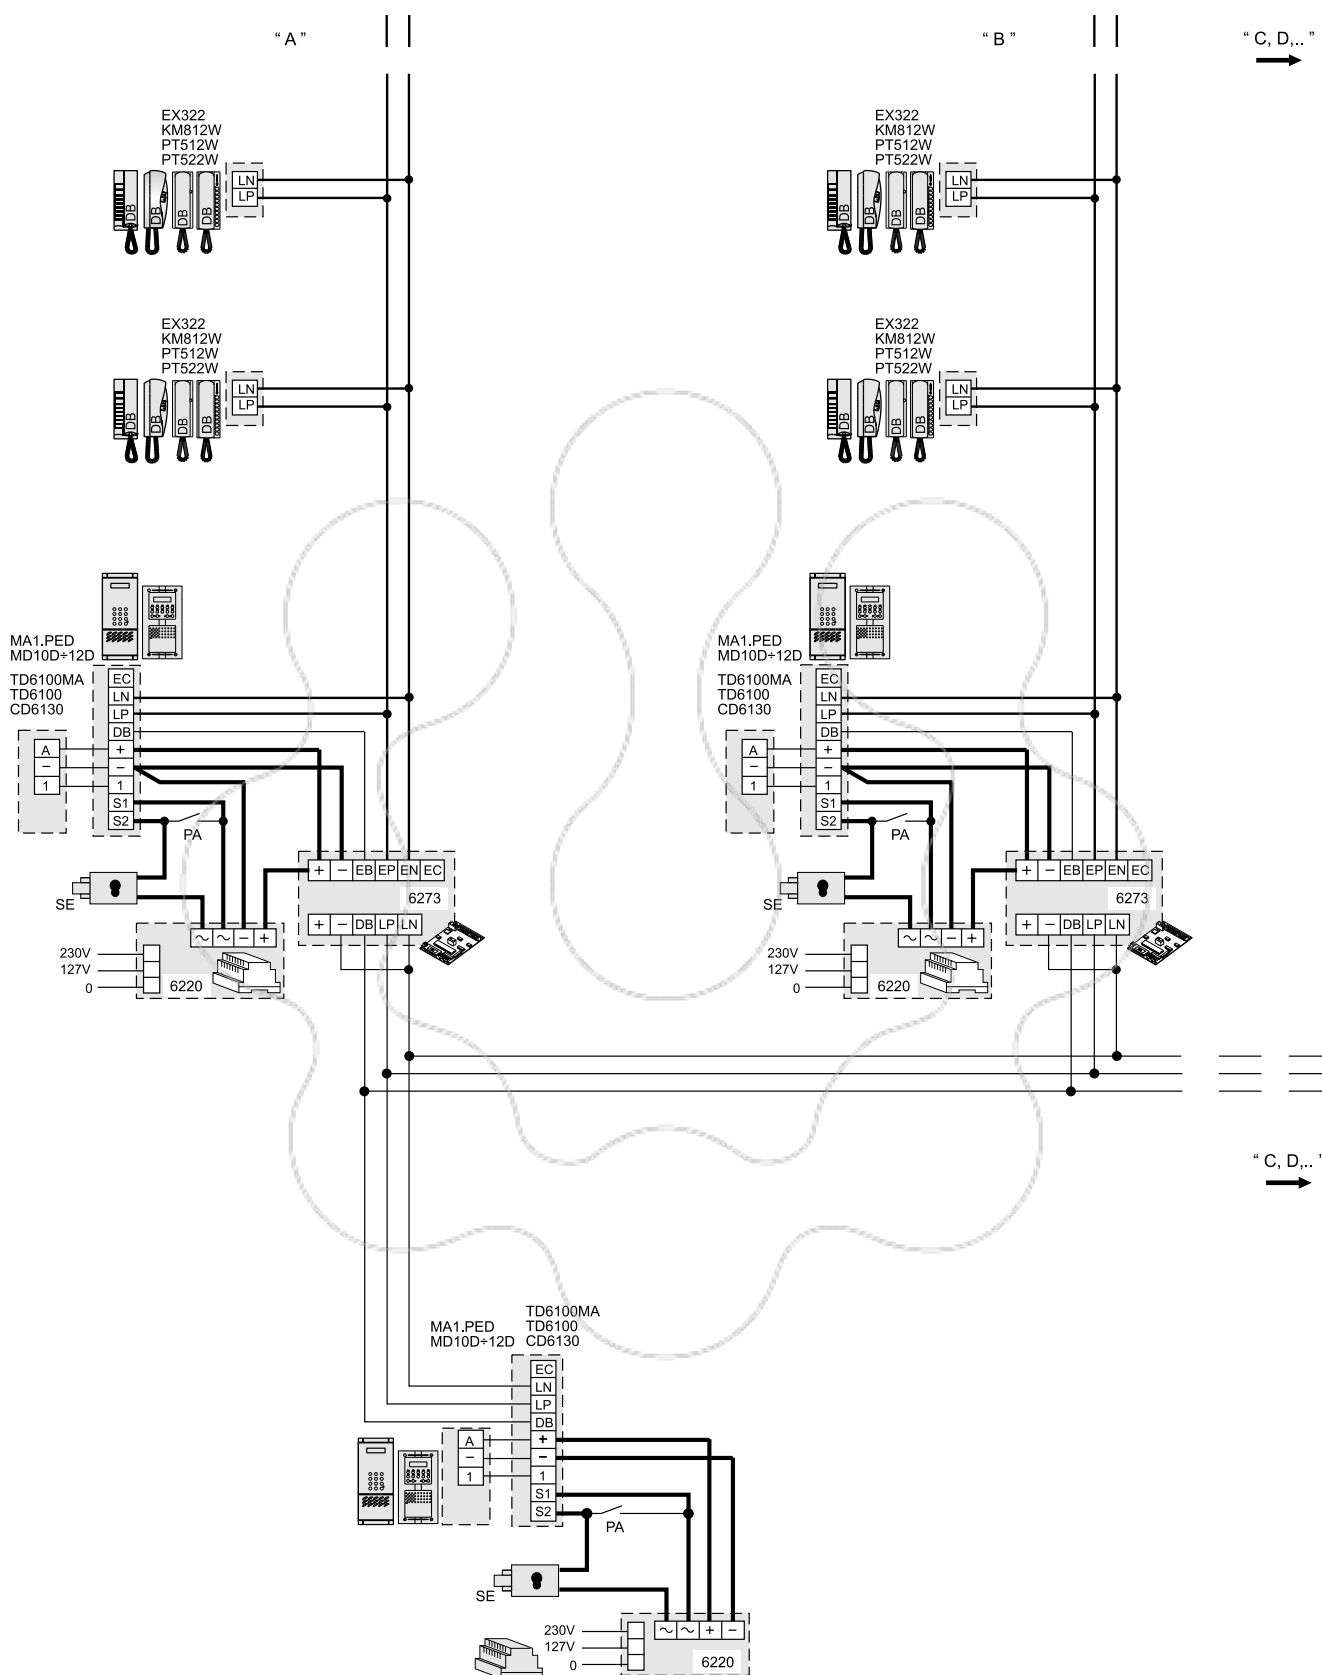 “ A ”
“ B ”
“ C, D,.. ”
EX322
KM812W
PT512W
PT522W
LN
LP
DB DB DB DB
EX322
KM812W
PT512W
PT522W
LN
LP
DB DB DB DB
EX322
KM812W
PT512W
PT522W
LN
LP
DB DB DB DB
EX322
KM812W
PT512W
PT522W
LN
LP
DB DB DB DB
MA1.PED
MD10D÷12D
TD6100MA
TD6100
CD6130
EC
LN
LP
DB
+
−
1
S1
S2
A
−
1
PA
SE
+ − EB EP EN EC
6273
+ − DB LP LN
~ ~ − +
230V
127V
0
6220
MA1.PED
MD10D÷12D
TD6100MA
TD6100
CD6130
EC
LN
LP
DB
+
−
1
S1
S2
A
−
1
PA
SE
+ − EB EP EN EC
6273
+ − DB LP LN
~ ~ − +
230V
127V
0
6220
“ C, D,.. ”
TD6100MA
MA1.PED TD6100
MD10D÷12D CD6130
EC
LN
LP
DB
+
−
1
S1
S2
A
−
1
PA
SE
~ ~ + −
230V
127V
0
6220